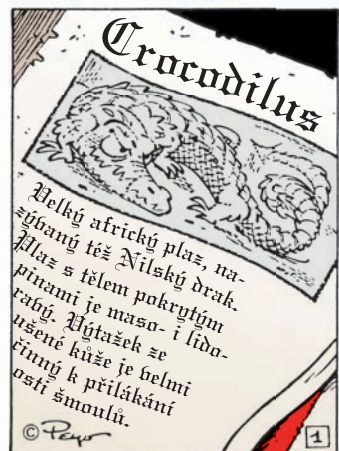 Crocodilus
Velký africký plaz, na-
zývaný též Nilský drak.
Plaz s tělem pokrytým
pinami je maso- i lido-
ravý. Výtažek ze
ušené kůže je velmi
činný k přilákání
osti šmoulů.
© Peyo
1